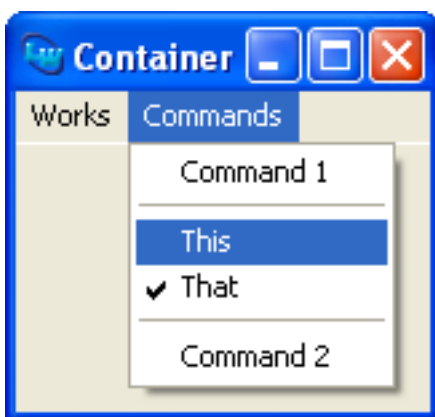 Container
Works Commands
Command 1
This
That
Command 2